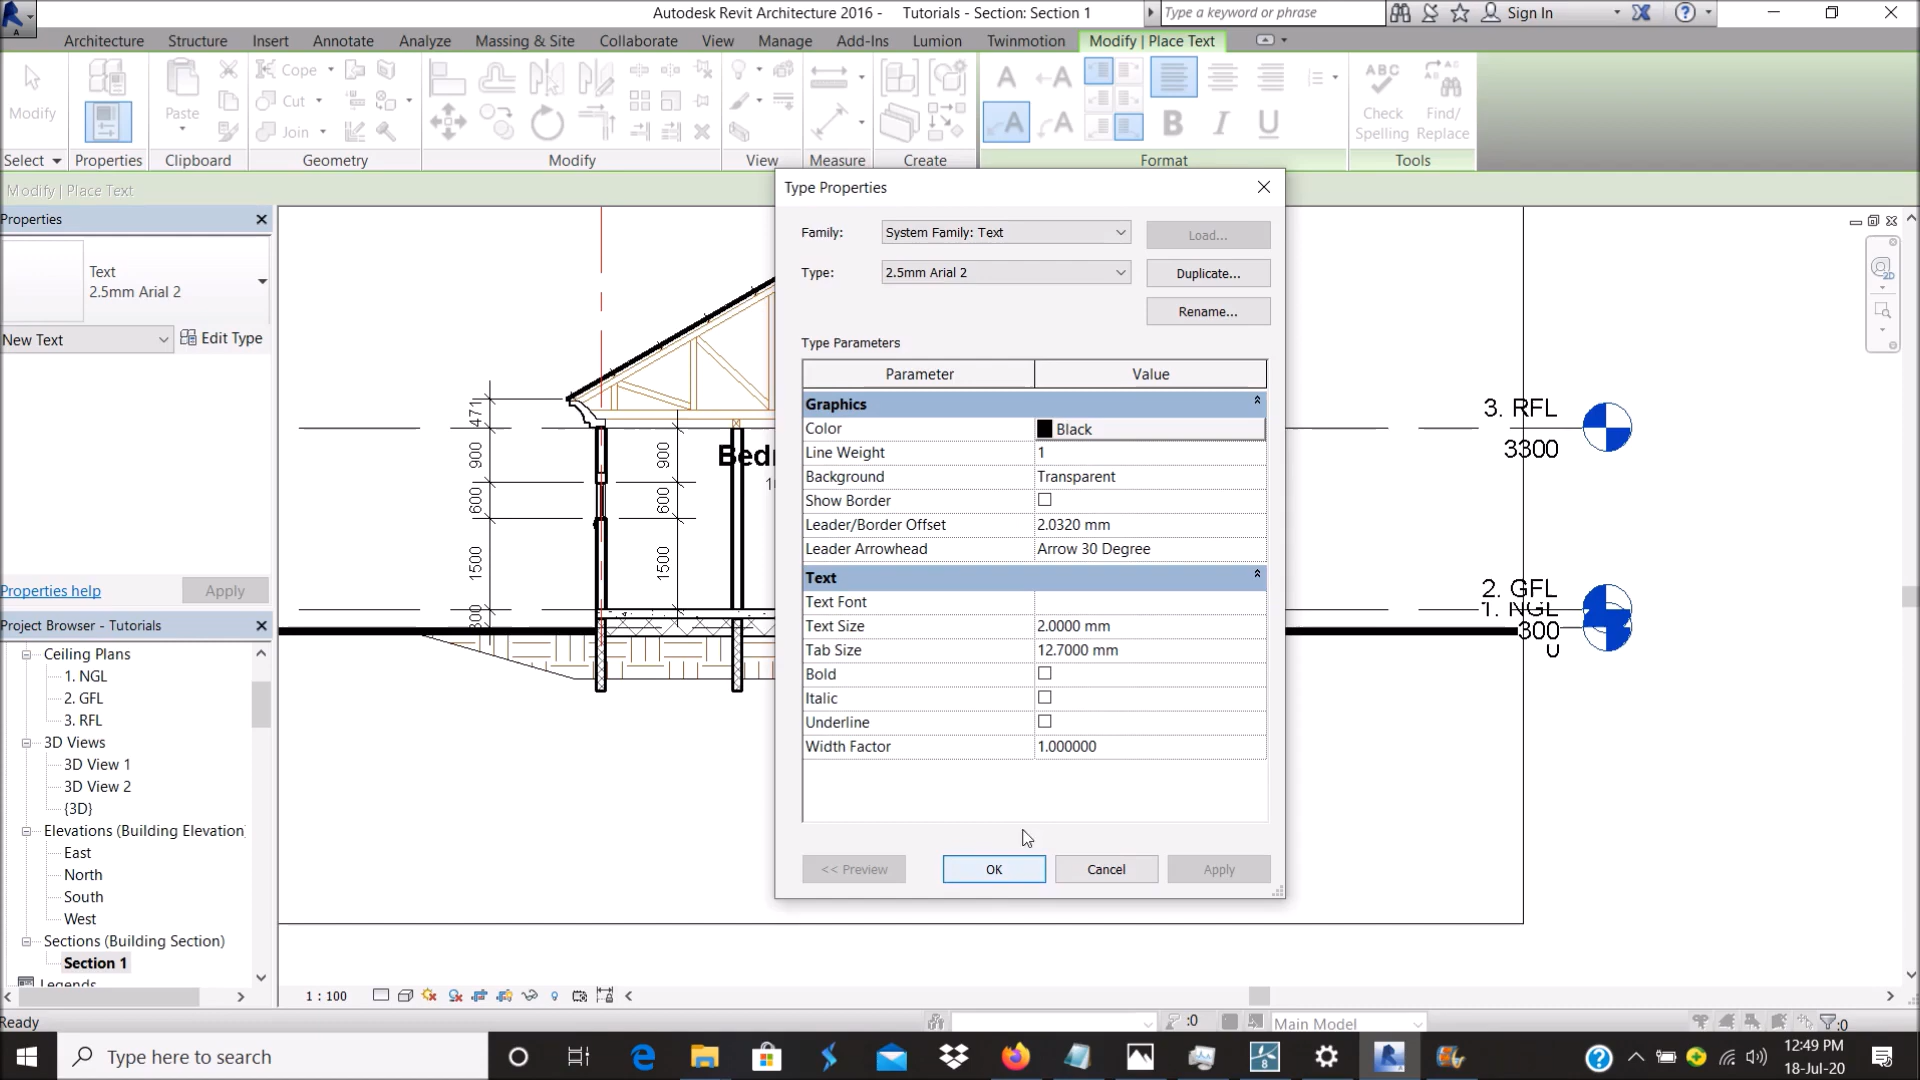 Autodesk Revit Architecture 2016 - Tutorials - Section: Section 1
Type a keyword or phrase
Sign In
Architecture Structure Insert Annotate Analyze Massing & Site Collaborate View Manage Add-Ins Lumion Twinmotion Modify | Place Text
Modify
Paste
Cope
Cut
Join
Check Spelling
Find/ Replace
Select Properties Clipboard Geometry Modify View Measure Create Format Tools
Modify | Place Text
Properties
Text
2.5mm Arial 2
New Text
Edit Type
Properties help
Apply
Project Browser - Tutorials
Ceiling Plans
1. NGL
2. GFL
3. RFL
3D Views
3D View 1
3D View 2
{3D}
Elevations (Building Elevation)
East
North
South
West
Sections (Building Section)
Section 1
Legends
471
900
600
1500
300
900
600
1500
Bedr
Type Properties
Family: System Family: Text Load...
Type: 2.5mm Arial 2 Duplicate...
Rename...
Type Parameters
Parameter Value
Graphics
Color Black
Line Weight 1
Background Transparent
Show Border
Leader/Border Offset 2.0320 mm
Leader Arrowhead Arrow 30 Degree
Text
Text Font
Text Size 2.0000 mm
Tab Size 12.7000 mm
Bold
Italic
Underline
Width Factor 1.000000
<< Preview OK Cancel Apply
3. RFL
3300
2. GFL
1. NGL
300
0
1 : 100
Ready
:0
Main Model
:0
Type here to search
12:49 PM
18-Jul-20